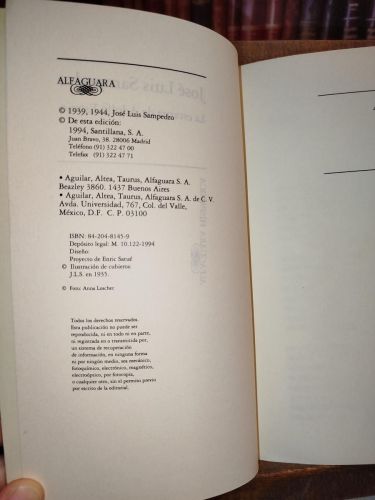 ALFAGUARA
© 1939, 1944, José Luis Sampedro
© De esta edición:
1994, Santillana, S. A.
Juan Bravo, 38. 28006 Madrid
Teléfono (91) 322 47 00
Telefax (91) 322 47 71
• Aguilar, Altea, Taurus, Alfaguara S. A.
Beazley 3860. 1437 Buenos Aires
• Aguilar, Altea, Taurus, Alfaguara S. A. de C. V.
Avda. Universidad, 767, Col. del Valle,
México, D.F. C. P. 03100
ISBN: 84-204-8145-9
Depósito legal: M. 10.122-1994
Diseño:
Proyecto de Enric Satué
© Ilustración de cubierta:
J.L.S. en 1935.
© Foto: Anna Löscher
Todos los derechos reservados.
Esta publicación no puede ser
reproducida, ni en todo ni en parte,
ni registrada en o transmitida por,
un sistema de recuperación
de información, en ninguna forma
ni por ningún medio, sea mecánico,
fotoquímico, electrónico, magnético,
electroóptico, por fotocopia,
o cualquier otro, sin el permiso previo
por escrito de la editorial.